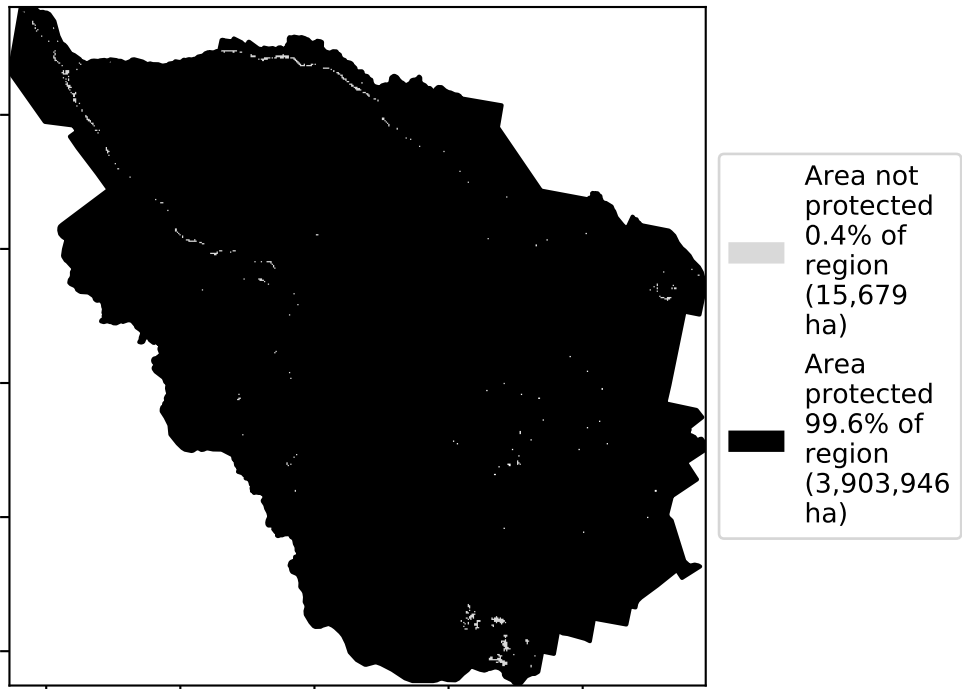 Area not
protected
0.4% of
region
(15,679
ha)
Area
protected
99.6% of
region
(3,903,946
ha)